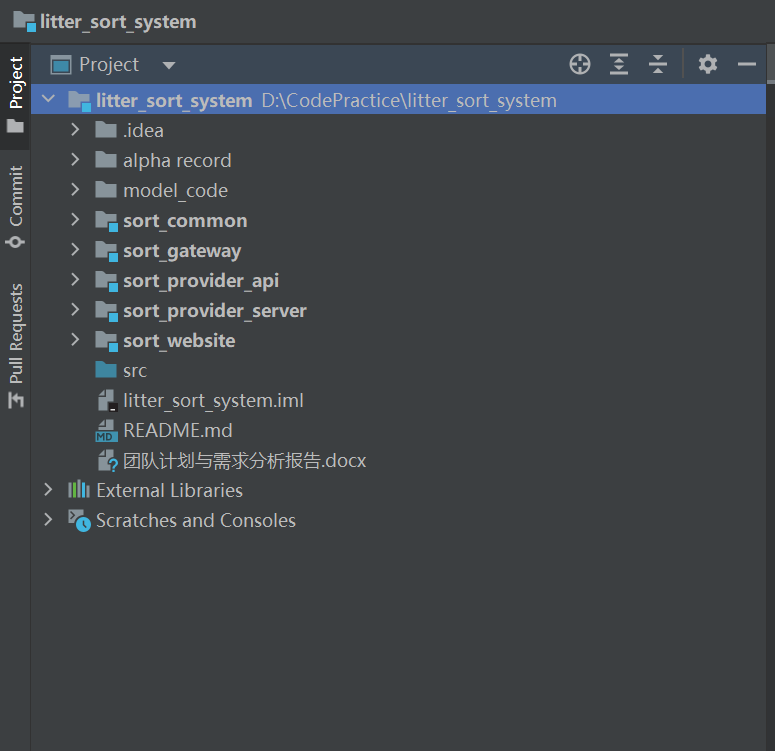 litter_sort_system
Project
Project
Commit
Pull Requests
litter_sort_system D:\CodePractice\litter_sort_system
.idea
alpha record
model_code
sort_common
sort_gateway
sort_provider_api
sort_provider_server
sort_website
src
litter_sort_system.iml
MD README.md
团队计划与需求分析报告.docx
External Libraries
Scratches and Consoles